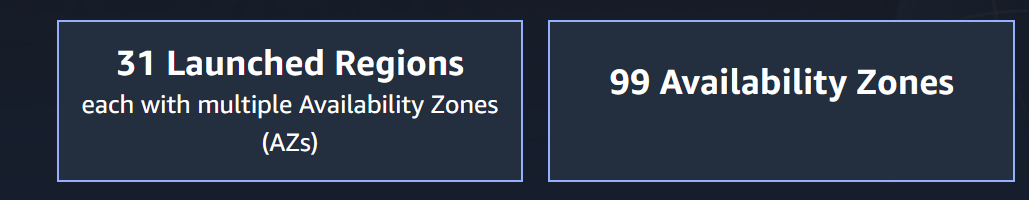 31 Launched Regions
each with multiple Availability Zones
(AZs)
99 Availability Zones